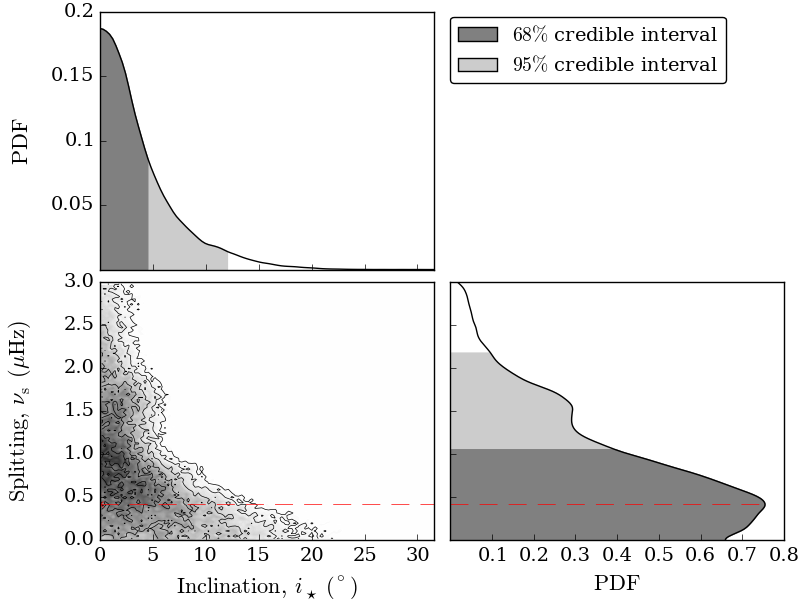 0.2
0.15
0.1
0.05
PDF
68% credible interval
95% credible interval
3.0
2.5
2.0
1.5
1.0
0.5
0.0
Splitting, νs (μHz)
0 5 10 15 20 25 30
Inclination, i⋆ (°)
0.1 0.2 0.3 0.4 0.5 0.6 0.7 0.8
PDF